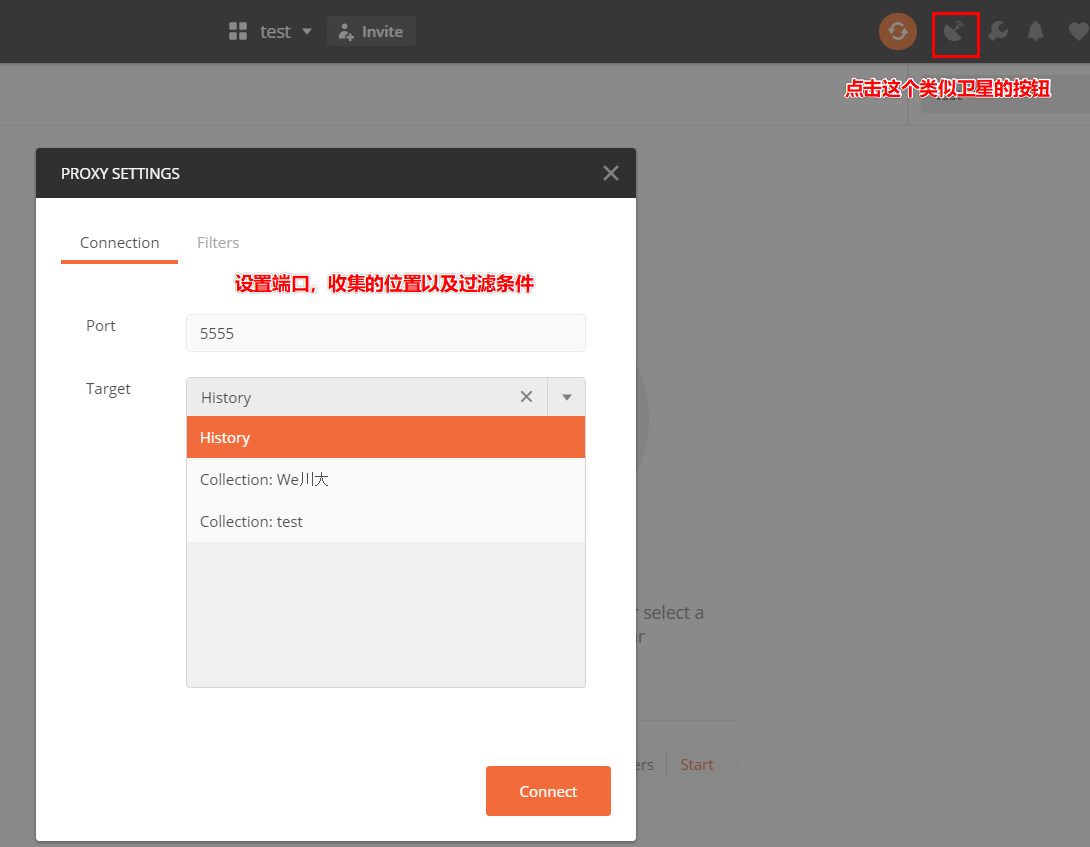 test
Invite
点击这个类似卫星的按钮
PROXY SETTINGS
Connection
Filters
设置端口，收集的位置以及过滤条件
Port
5555
Target
History
History
Collection: We川大
Collection: test
select a
Start
Connect